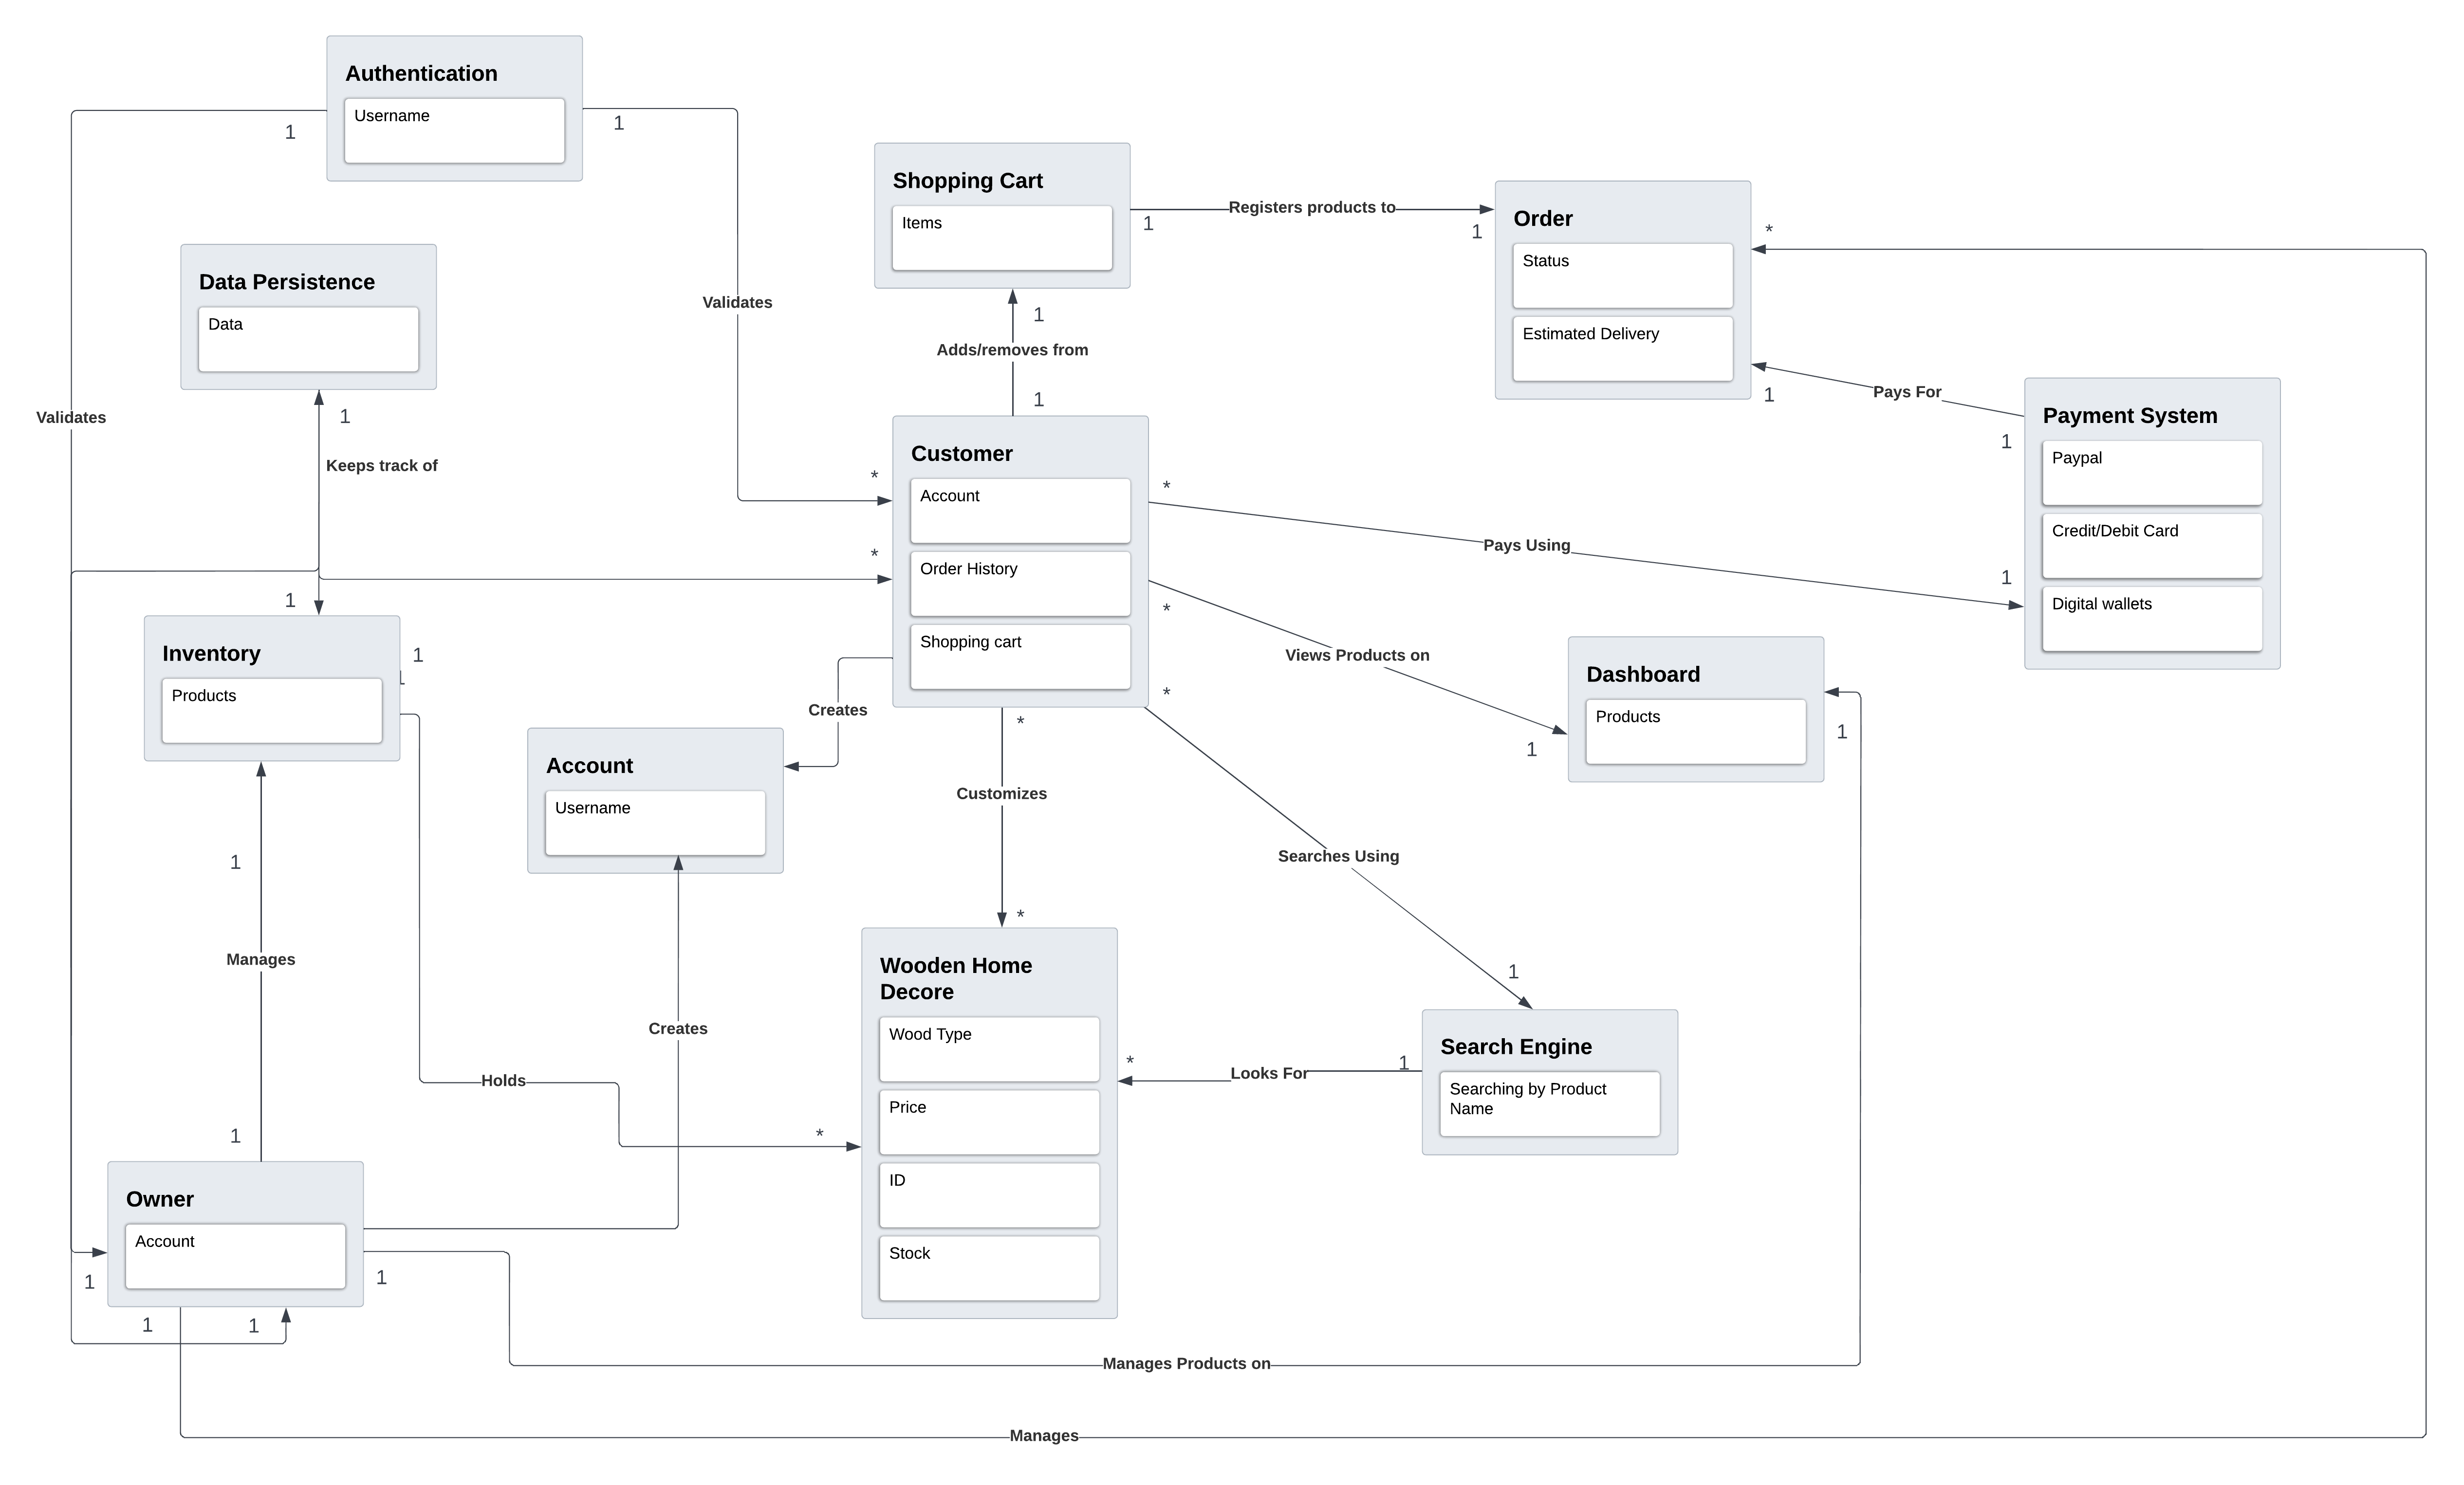 Authentication
Username
1
1
Validates
Validates
Data Persistence
Data
1
Keeps track of
1
Shopping Cart
Items
1
Registers products to
1
1
Adds/removes from
1
Order
Status
Estimated Delivery
*
1
Pays For
1
Payment System
Paypal
Credit/Debit Card
Digital wallets
1
Customer
Account
Order History
Shopping cart
*
*
*
Pays Using
*
Views Products on
1
*
Searches Using
1
Dashboard
Products
1
Inventory
Products
1
1
Creates
Account
Username
Creates
*
Customizes
*
1
Manages
1
Holds
*
Wooden Home
Decore
Wood Type
Price
ID
Stock
*
Looks For
1
Search Engine
Searching by Product
Name
Owner
Account
1
1
1
1
Manages Products on
Manages